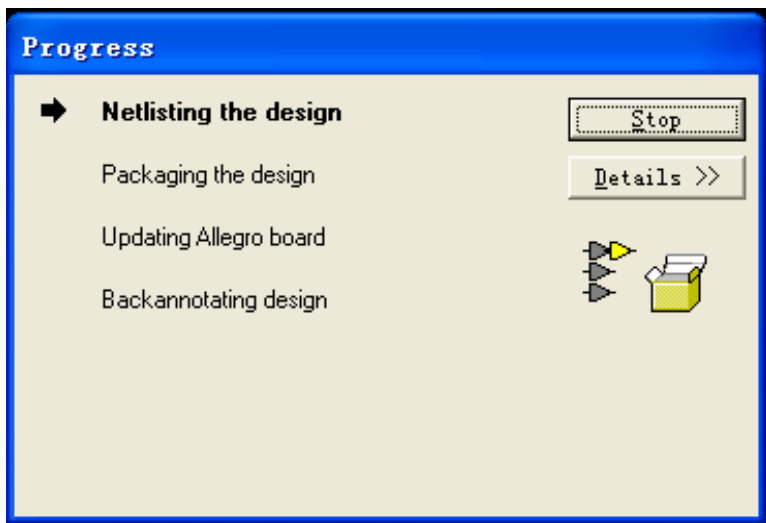 Progress
Netlisting the design
Stop
Packaging the design
Details >>
Updating Allegro board
Backannotating design